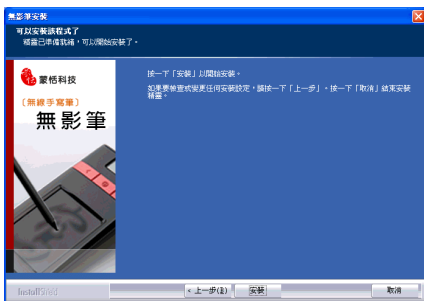 無影筆安裝
可以安裝該程式了
精靈已準備就緒，可以開始安裝了。
蒙恬科技
〔無線手寫筆〕
無影筆
按一下「安裝」以開始安裝。
如果要檢查或變更任何安裝設定，請按一下「上一步」。按一下「取消」結束安裝
精靈。
InstallShield
< 上一步(B)
安裝
取消